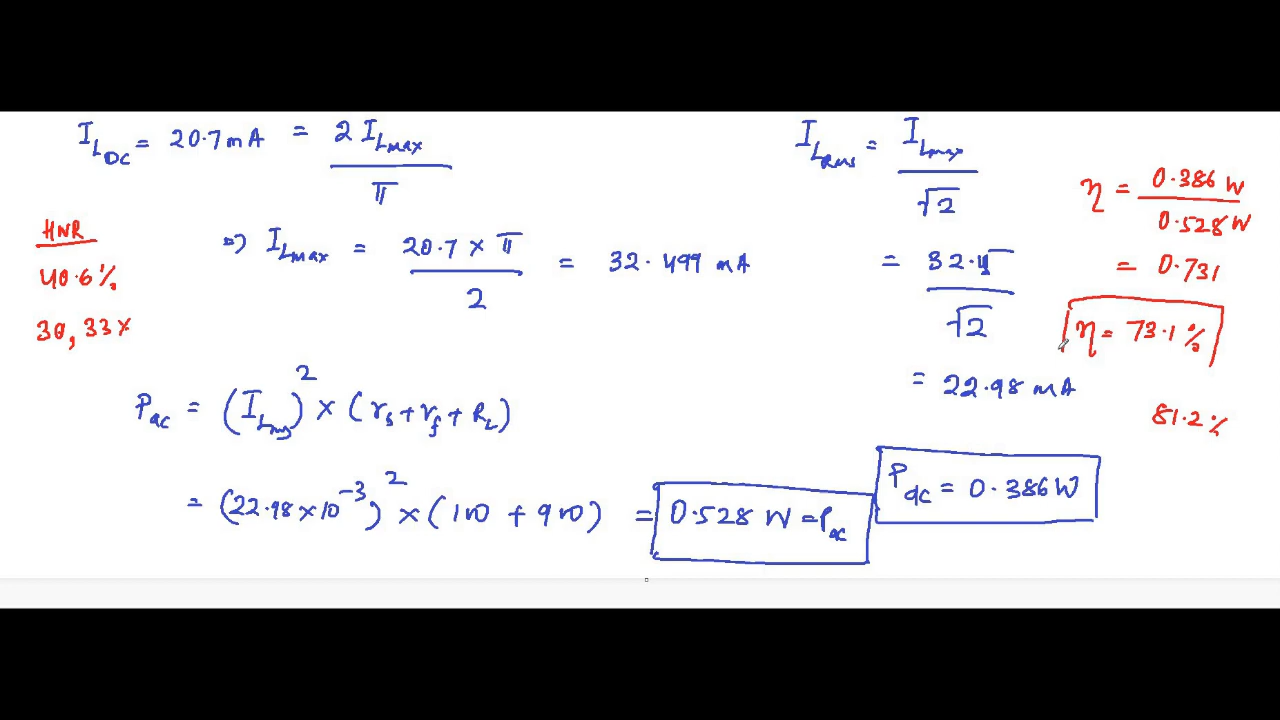 I_LDC = 20.7 mA = 2 I_Lmax / π
⇒ I_Lmax = 20.7 × π / 2 = 32.499 mA
HWR
40.6 %
30, 33 %
I_LRms = I_Lmax / √2
= 32.4 / √2
= 22.98 mA
η = 0.386 W / 0.528 W
= 0.731
η = 73.1 %
81.2 %
P_ac = (I_Lrms)² × (r_s + r_f + R_L)
= (22.98 × 10⁻³)² × (100 + 900) = 0.528 W = P_ac
P_dc = 0.386 W